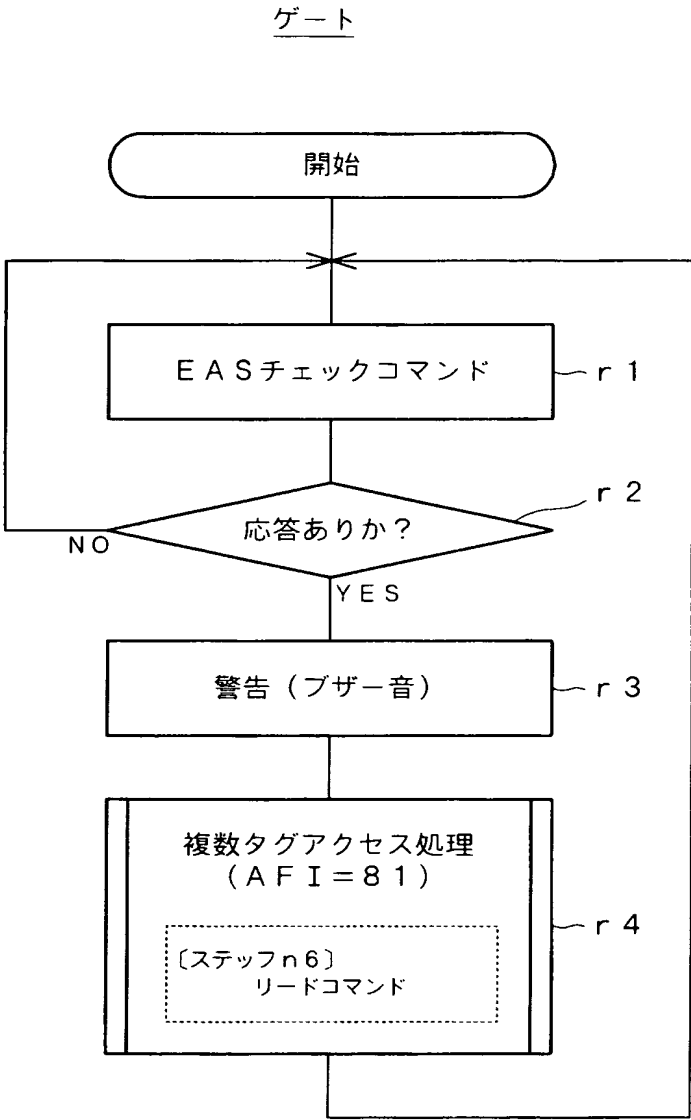 ゲート
開始
EASチェックコマンド
r1
応答ありか?
r2
NO
YES
警告(ブザー音)
r3
複数タグアクセス処理
(AFI=81)
r4
〔ステッフn6〕
リードコマンド